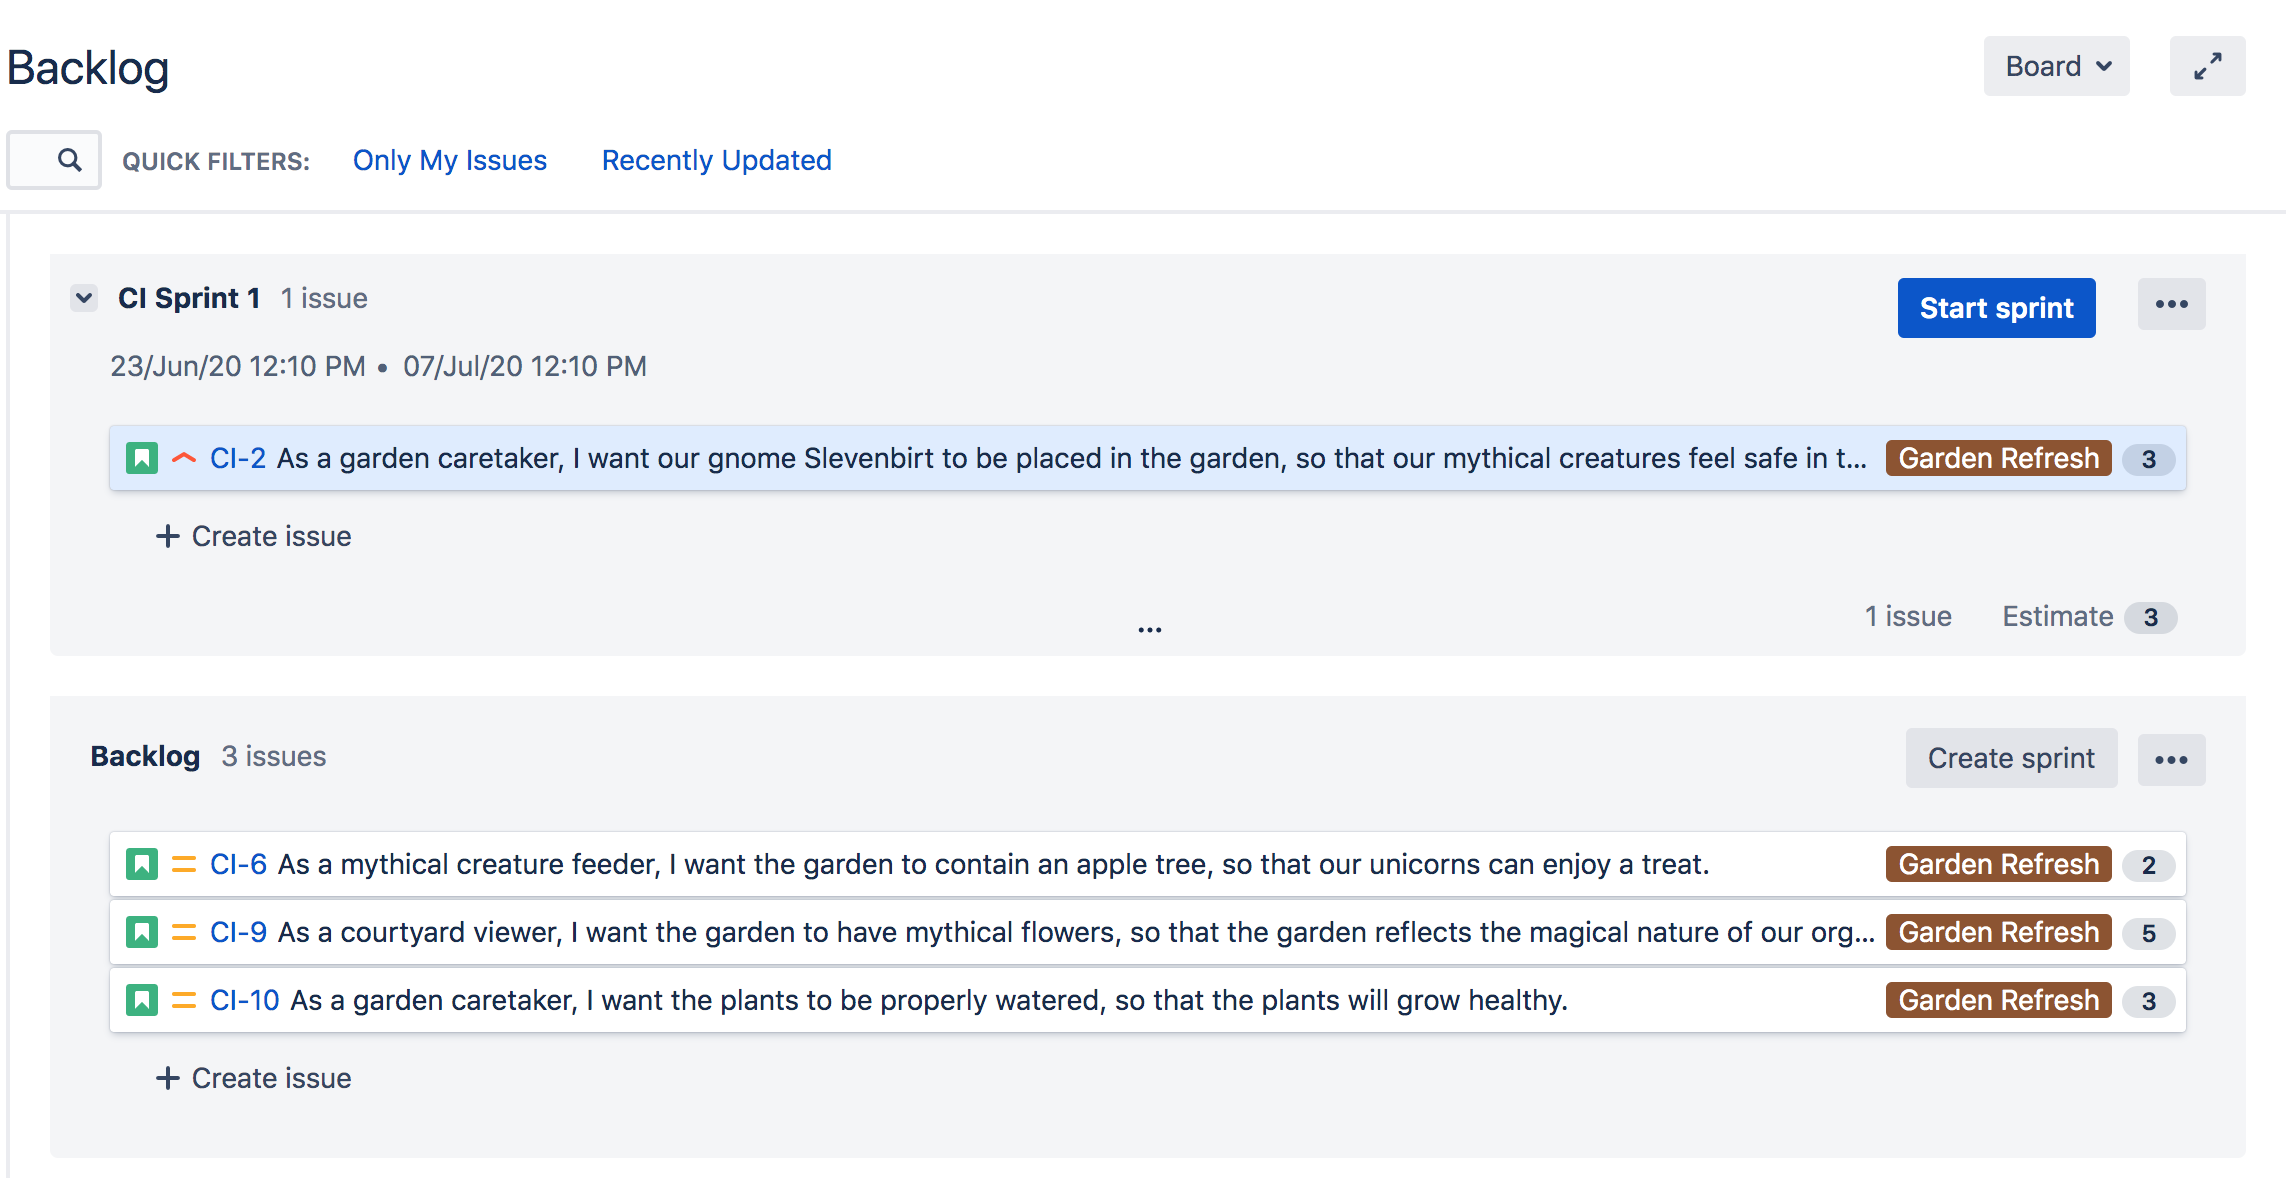 Backlog
Board
QUICK FILTERS: Only My Issues Recently Updated
CI Sprint 1 1 issue
Start sprint
23/Jun/20 12:10 PM • 07/Jul/20 12:10 PM
CI-2 As a garden caretaker, I want our gnome Slevenbirt to be placed in the garden, so that our mythical creatures feel safe in t... Garden Refresh 3
+ Create issue
1 issue Estimate 3
...
Backlog 3 issues
Create sprint
CI-6 As a mythical creature feeder, I want the garden to contain an apple tree, so that our unicorns can enjoy a treat. Garden Refresh 2
CI-9 As a courtyard viewer, I want the garden to have mythical flowers, so that the garden reflects the magical nature of our org... Garden Refresh 5
CI-10 As a garden caretaker, I want the plants to be properly watered, so that the plants will grow healthy. Garden Refresh 3
+ Create issue